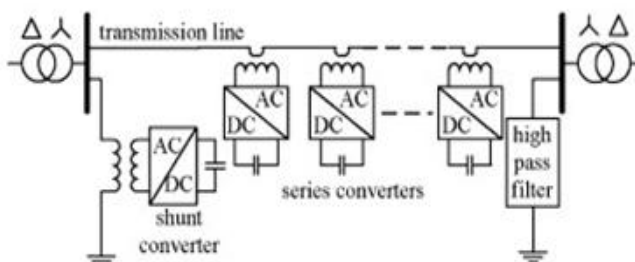 Δ Y
transmission line
Y Δ
AC
DC
AC
DC
AC
DC
AC
DC
high
pass
filter
series converters
shunt
converter